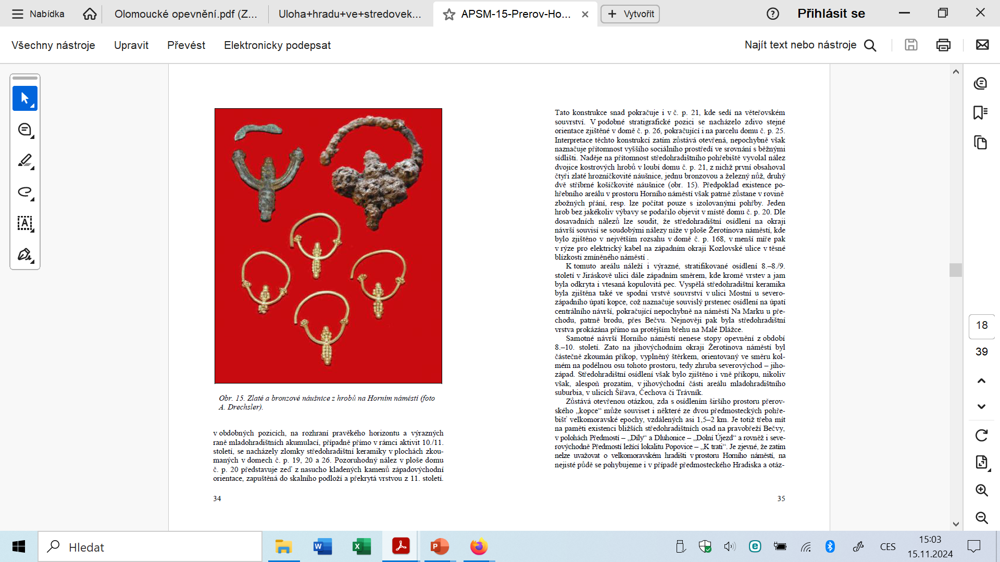 Nabídka
Olomoucké opevnění.pdf (Z...
Uloha+hradu+ve+stredovek...
APSM-15-Prerov-Ho...
Vytvořit
Přihlásit se
Všechny nástroje
Upravit
Převést
Elektronicky podepsat
Najít text nebo nástroje
Obr. 15. Zlaté a bronzové náušnice z hrobů na Horním náměstí (foto
A. Drechsler).
v obdobných pozicích, na rozhraní pravěkého horizontu a výrazných
raně mladohradištních akumulací, případně přímo v rámci aktivit 10./11.
století, se nacházely zlomky středohradištní keramiky v plochách zkou-
maných v domech č. p. 19, 20 a 26. Pozoruhodný nález v ploše domu
č. p. 20 představuje zeď z nasucho kladených kamenů západovýchodní
orientace, zapuštěná do skalního podloží a překrytá vrstvou z 11. století.
34
Tato konstrukce snad pokračuje i v č. p. 21, kde sedí na věteřovském
souvrství. V podobné stratigrafické pozici se nacházelo zdivo stejné
orientace zjištěné v domě č. p. 26, pokračující i na parcelu domu č. p. 25.
Interpretace těchto konstrukcí zatím zůstává otevřená, nepochybně však
naznačuje přítomnost vyššího sociálního prostředí ve srovnání s běžnými
sídlišti. Naděje na přítomnost středohradištního pohřebiště vyvolal nález
dvojice kostrových hrobů v loubí domu č. p. 21, z nichž první obsahoval
čtyři zlaté hrozníčkovité náušnice, jednu bronzovou a železný nůž, druhý
dvě stříbrné košíčkovité náušnice (obr. 15). Předpoklad existence po-
hřebního areálu v prostoru Horního náměstí však patrně zůstane v rovině
zbožných přání, resp. lze počítat pouze s izolovanými pohřby. Jeden
hrob bez jakékoliv výbavy se podařilo objevit v místě domu č. p. 20. Dle
dosavadních nálezů lze soudit, že středohradištní osídlení na okraji
návrší souvisí se soudobými nálezy níže v ploše Žerotínova náměstí, kde
bylo zjištěno v největším rozsahu v domě č. p. 168, v menší míře pak
v rýze pro elektrický kabel na západním okraji Kozlovské ulice v těsné
blízkosti zmíněného náměstí .
K tomuto areálu náleží i výrazné, stratifikované osídlení 8.–8./9.
století v Jiráskově ulici dále západním směrem, kde kromě vrstev a jam
byla odkryta i vtesaná kopulovitá pec. Vyspělá středohradištní keramika
byla zjištěna také ve spodní vrstvě souvrství v ulici Mostní u severo-
západního úpatí kopce, což naznačuje souvislý prstenec osídlení na úpatí
centrálního návrší, pokračující nepochybně na náměstí Na Marku u pře-
chodu, patrně brodu, přes Bečvu. Nejnověji pak byla středohradištní
vrstva prokázána přímo na protějším břehu na Malé Dlážce.
Samotné návrší Horního náměstí nenese stopy opevnění z období
8.–10. století. Zato na jihovýchodním okraji Žerotínova náměstí byl
částečně zkoumán příkop, vyplněný štěrkem, orientovaný ve směru kol-
mém na podélnou osu tohoto prostoru, tedy zhruba severovýchod – jiho-
západ. Středohradištní osídlení však bylo zjištěno i vně příkopu, nikoliv
však, alespoň prozatím, v jihovýchodní části areálu mladohradištního
suburbia, v ulicích Šířava, Čechova či Trávník.
Zůstává otevřenou otázkou, zda s osídlením širšího prostoru přerov-
ského „kopce“ může souviset i některé ze dvou předmosteckých pohře-
bišť velkomoravské epochy, vzdálených asi 1,5–2 km. Je totiž třeba mít
na paměti existenci bližších středohradištních osad na pravobřeží Bečvy,
v polohách Předmostí – „Díly“ a Dluhonice – „Dolní Újezd“ a rovněž i seve-
rovýchodně Předmostí ležící lokalitu Popovice – „K trati“. Je zjevné, že zatím
nelze uvažovat o velkomoravském hradišti v prostoru Horního náměstí, na
nejisté půdě se pohybujeme i v případě předmosteckého Hradiska a otáz-
35
18
39
Hledat
CES
15:03
15.11.2024